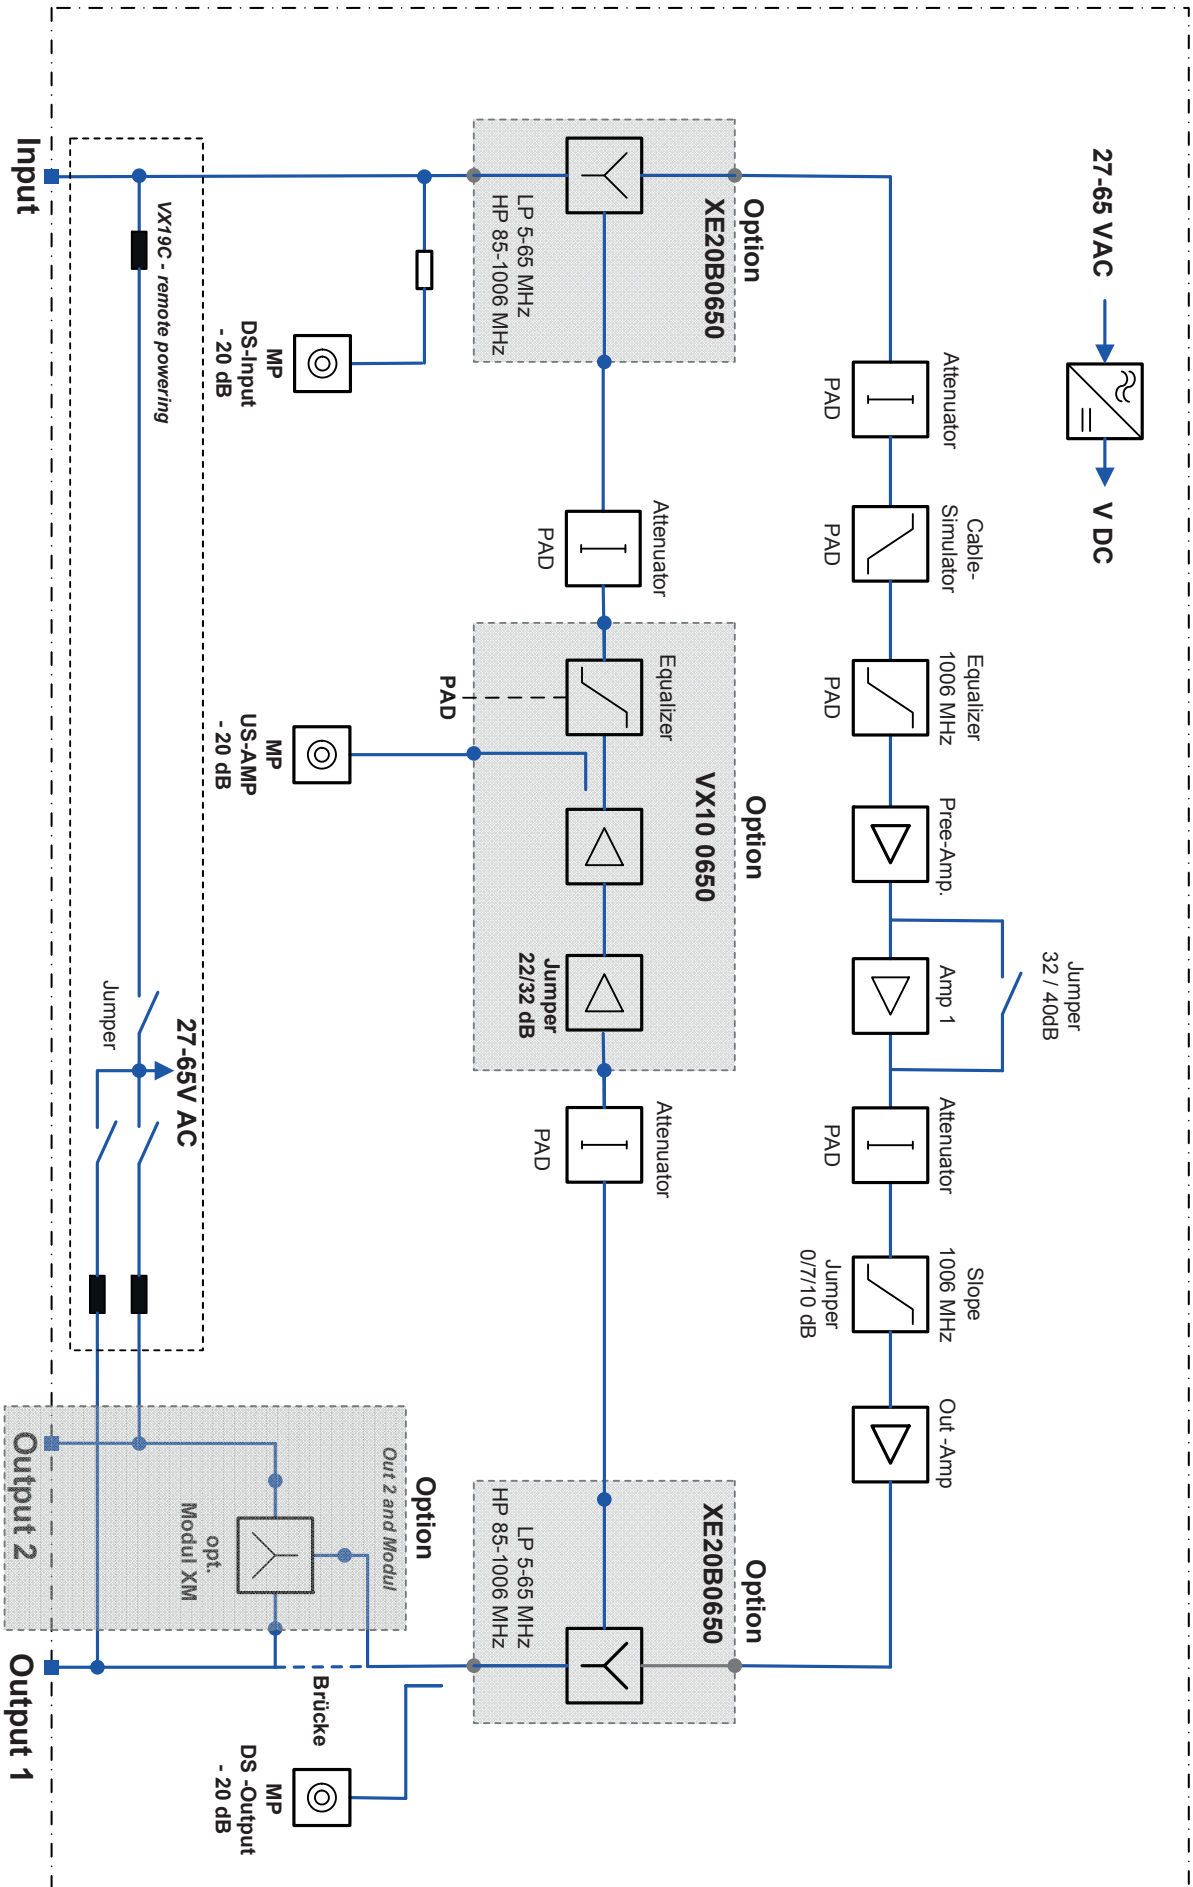 27-65 VAC
V DC
Jumper
32 / 40dB
Attenuator
PAD
Cable-
Simulator
PAD
Equalizer
1006 MHz
PAD
Pree-Amp.
Amp 1
Attenuator
PAD
Slope
1006 MHz
Jumper
0/7/10 dB
Out -Amp
Option
XE20B0650
LP 5-65 MHz
HP 85-1006 MHz
Attenuator
PAD
Option
VX10 0650
Equalizer
PAD
Jumper
22/32 dB
Attenuator
PAD
Option
XE20B0650
LP 5-65 MHz
HP 85-1006 MHz
MP
DS-Input
- 20 dB
MP
US-AMP
- 20 dB
Option
Out 2 and Modul
opt.
Modul XM
Brücke
MP
DS -Output
- 20 dB
VX19C - remote powering
27-65V AC
Jumper
Input
Output 2
Output 1